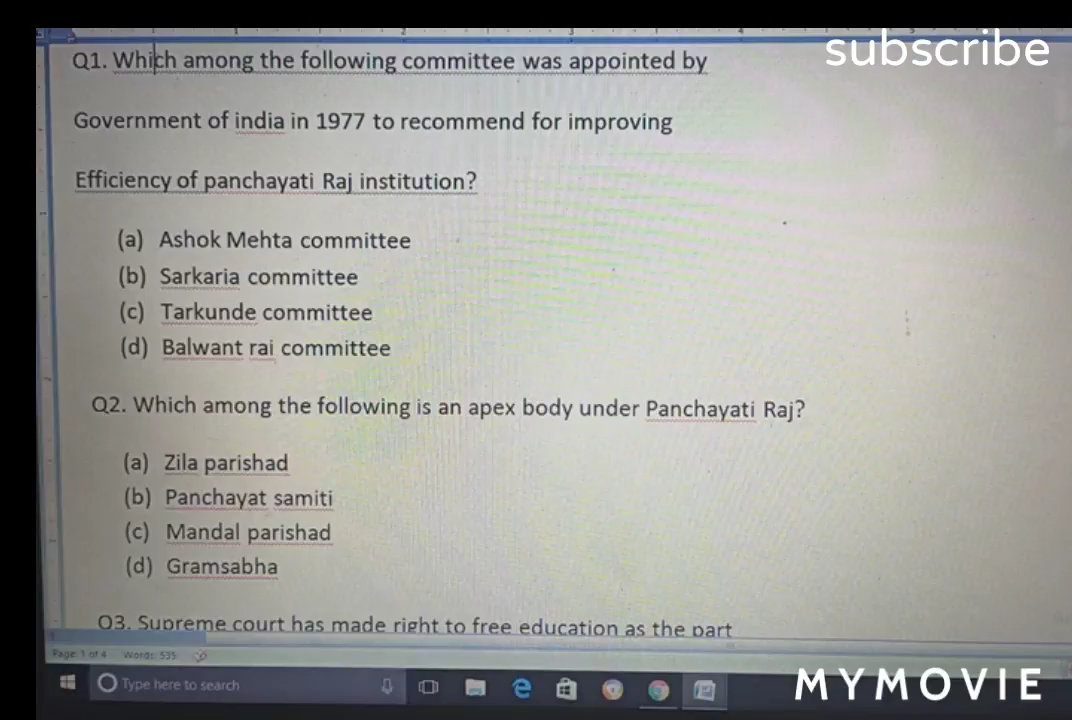 subscribe
Q1. Which among the following committee was appointed by
Government of india in 1977 to recommend for improving
Efficiency of panchayati Raj institution?
(a) Ashok Mehta committee
(b) Sarkaria committee
(c) Tarkunde committee
(d) Balwant rai committee
Q2. Which among the following is an apex body under Panchayati Raj?
(a) Zila parishad
(b) Panchayat samiti
(c) Mandal parishad
(d) Gramsabha
Q3. Supreme court has made right to free education as the part
Page: 1 of 4 Words: 535
Type here to search
MYMOVIE